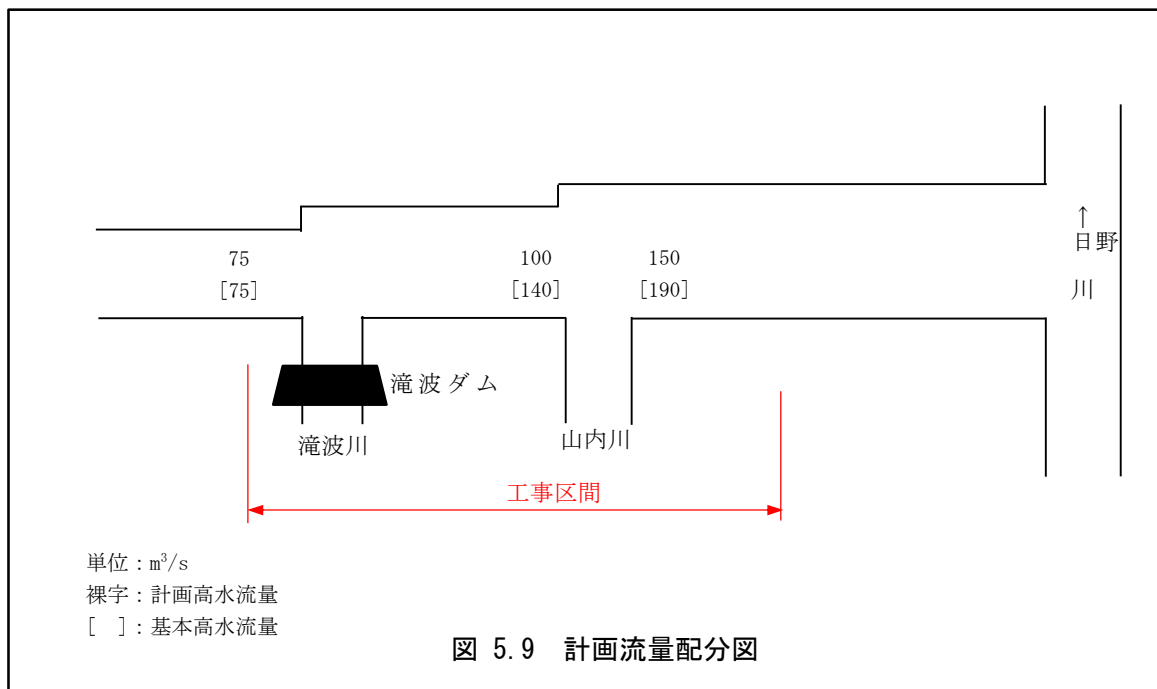 ↑
日野
川
75
[75]
100
[140]
150
[190]
滝波ダム
滝波川
山内川
工事区間
単位：m³/s
裸字：計画高水流量
[　]：基本高水流量
図 5.9　計画流量配分図